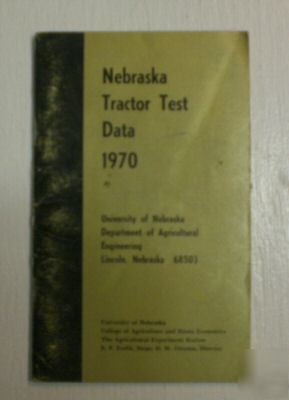 Nebraska
Tractor Test
Data
1970
University of Nebraska
Department of Agricultural
Engineering
Lincoln, Nebraska 68503
University of Nebraska
College of Agriculture and Home Economics
The Agricultural Experiment Station
Director